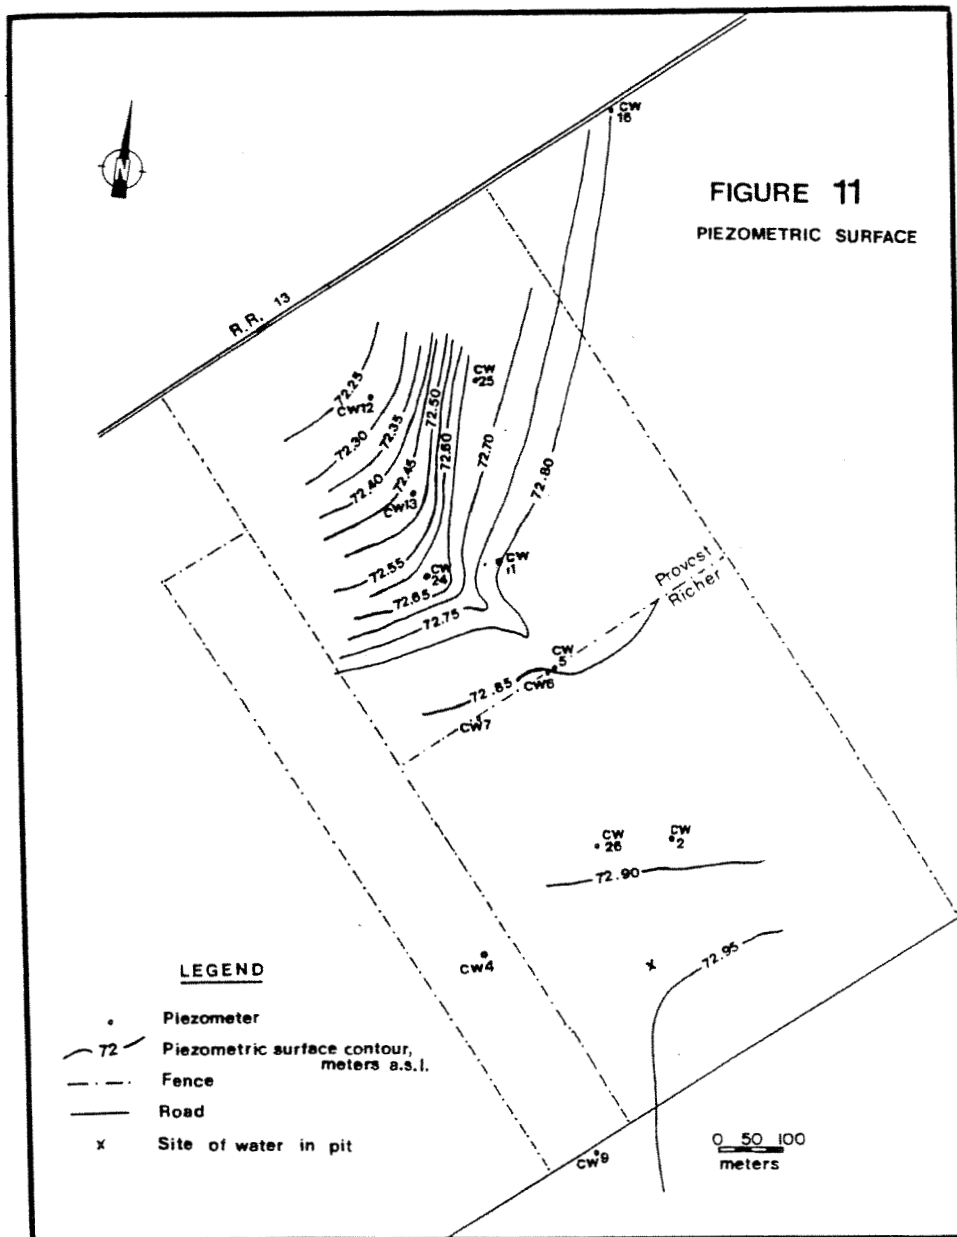 CW
16
N
FIGURE 11
PIEZOMETRIC SURFACE
R.R. 13
72.25
CW12
CW
25
72.30
72.35
72.50
72.40
72.45
72.60
72.70
72.80
CW13
72.55
CW
24
CW
11
72.65
72.75
Provost
Richer
CW
5
CW6
72.85
CW7
CW
26
CW
2
72.90
72.95
x
CW4
LEGEND
Piezometer
72 Piezometric surface contour,
meters a.s.l.
Fence
Road
x Site of water in pit
0 50 100
meters
CW9